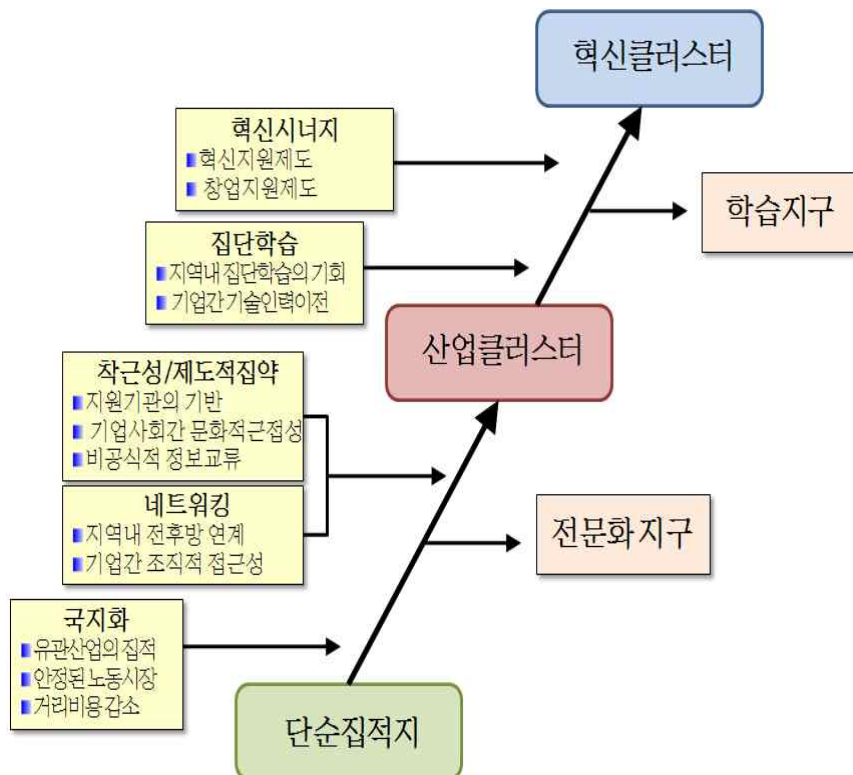 혁신클러스터
혁신시너지
혁신지원제도
창업지원제도
학습지구
집단학습
지역내 집단학습의 기회
기업간 기술인력이전
산업클러스터
착근성/제도적집약
지원기관의 기반
기업사회간 문화적근접성
비공식적 정보교류
네트워킹
지역내 전후방 연계
기업간 조직적 접근성
전문화 지구
국지화
유관산업의 집적
안정된 노동시장
거리비용 감소
단순집적지